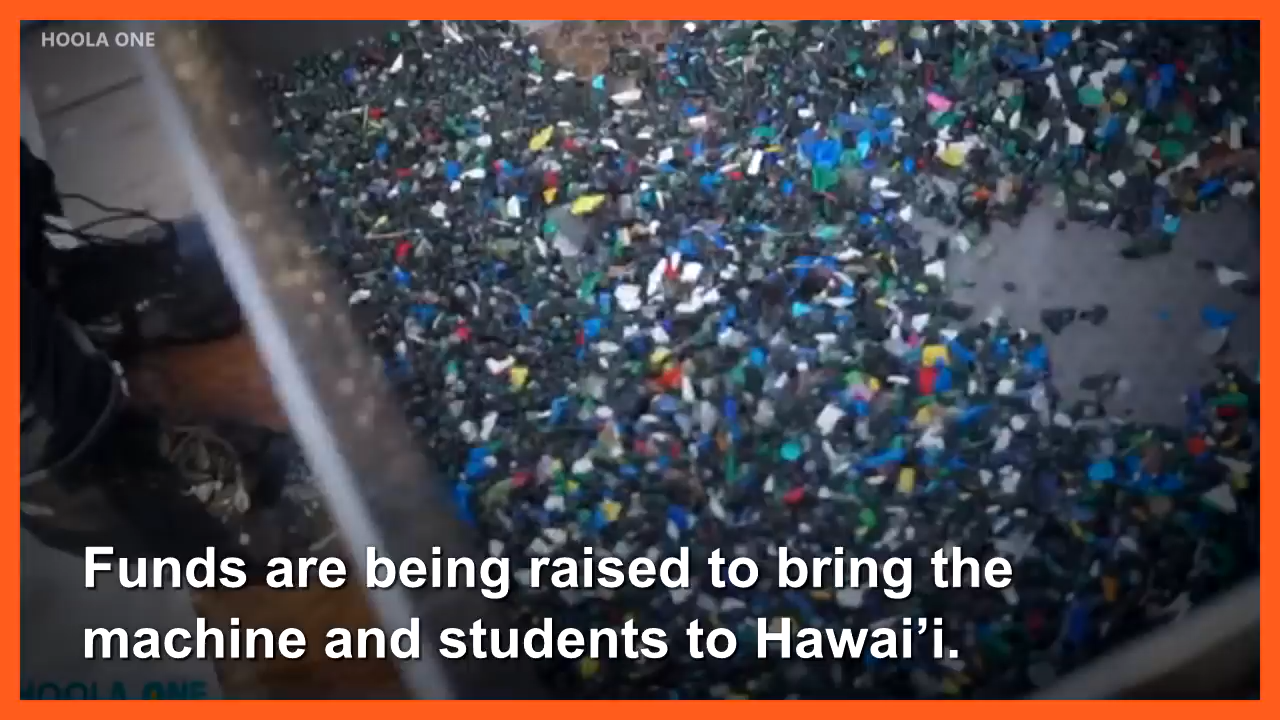 HOOLA ONE
Funds are being raised to bring the
machine and students to Hawai’i.
HOOLA ONE